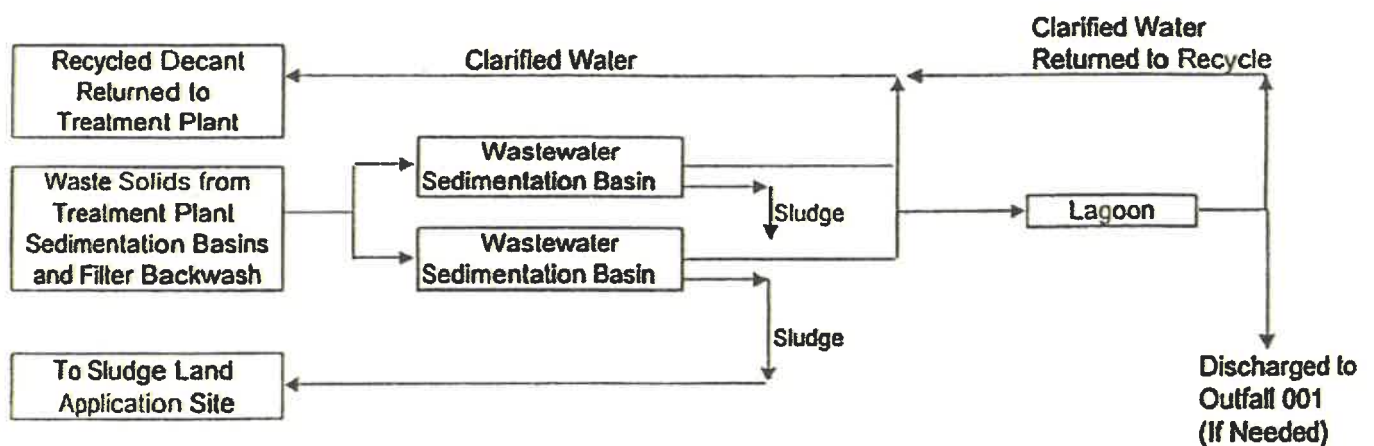 Recycled Decant
Returned to
Treatment Plant
Clarified Water
Clarified Water
Returned to Recycle
Waste Solids from
Treatment Plant
Sedimentation Basins
and Filter Backwash
Wastewater
Sedimentation Basin
Sludge
Wastewater
Sedimentation Basin
Sludge
Lagoon
To Sludge Land
Application Site
Discharged to
Outfall 001
(If Needed)